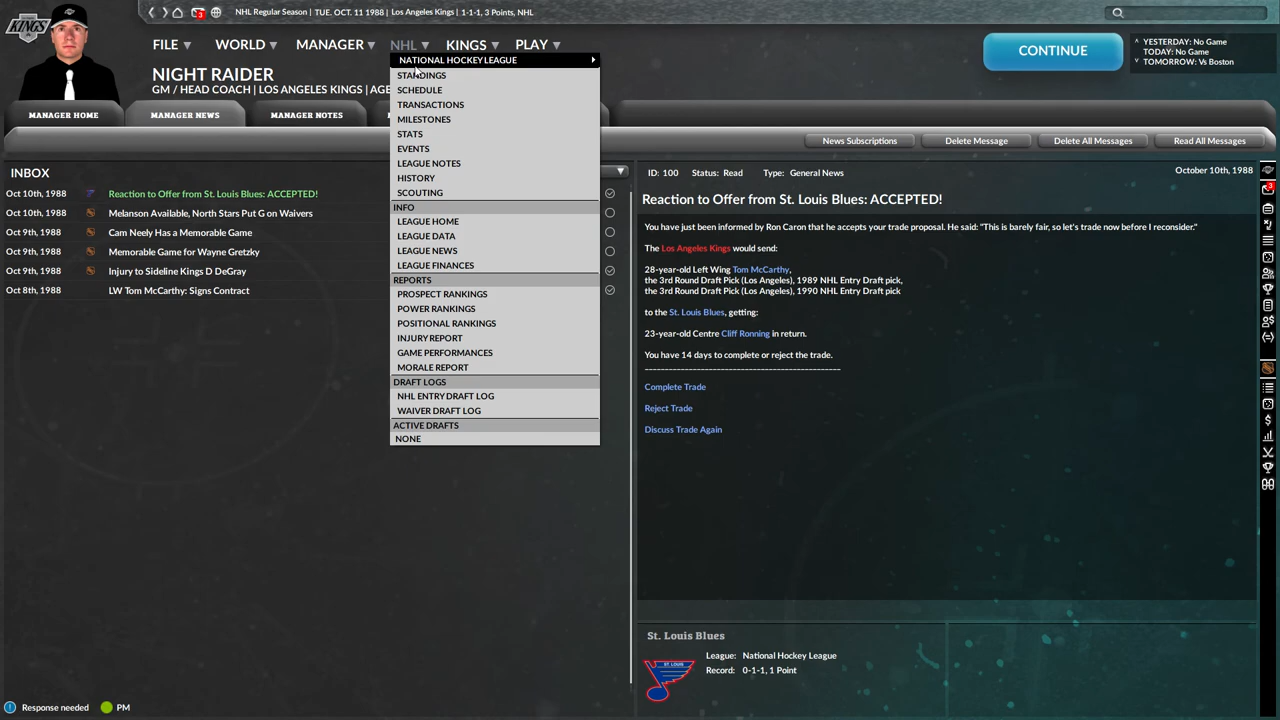 KINGS
3
NHL Regular Season | TUE. OCT. 11 1988 | Los Angeles Kings | 1-1-1, 3 Points, NHL
FILE
WORLD
MANAGER
NHL
KINGS
PLAY
CONTINUE
YESTERDAY: No Game
TODAY: No Game
TOMORROW: Vs Boston
NIGHT RAIDER
GM / HEAD COACH | LOS ANGELES KINGS | AGE
MANAGER HOME
MANAGER NEWS
MANAGER NOTES
News Subscriptions
Delete Message
Delete All Messages
Read All Messages
NATIONAL HOCKEY LEAGUE
STANDINGS
SCHEDULE
TRANSACTIONS
MILESTONES
STATS
EVENTS
LEAGUE NOTES
HISTORY
SCOUTING
INFO
LEAGUE HOME
LEAGUE DATA
LEAGUE NEWS
LEAGUE FINANCES
REPORTS
PROSPECT RANKINGS
POWER RANKINGS
POSITIONAL RANKINGS
INJURY REPORT
GAME PERFORMANCES
MORALE REPORT
DRAFT LOGS
NHL ENTRY DRAFT LOG
WAIVER DRAFT LOG
ACTIVE DRAFTS
NONE
INBOX
Oct 10th, 1988 Reaction to Offer from St. Louis Blues: ACCEPTED!
Oct 10th, 1988 Melanson Available, North Stars Put G on Waivers
Oct 9th, 1988 Cam Neely Has a Memorable Game
Oct 9th, 1988 Memorable Game for Wayne Gretzky
Oct 9th, 1988 Injury to Sideline Kings D DeGray
Oct 8th, 1988 LW Tom McCarthy: Signs Contract
ID: 100 Status: Read Type: General News October 10th, 1988
Reaction to Offer from St. Louis Blues: ACCEPTED!
You have just been informed by Ron Caron that he accepts your trade proposal. He said: "This is barely fair, so let's trade now before I reconsider."
The Los Angeles Kings would send:
28-year-old Left Wing Tom McCarthy,
the 3rd Round Draft Pick (Los Angeles), 1989 NHL Entry Draft pick,
the 3rd Round Draft Pick (Los Angeles), 1990 NHL Entry Draft pick
to the St. Louis Blues, getting:
23-year-old Centre Cliff Ronning in return.
You have 14 days to complete or reject the trade.
Complete Trade
Reject Trade
Discuss Trade Again
3
St. Louis Blues
ST. LOUIS
League: National Hockey League
Record: 0-1-1, 1 Point
Response needed
PM